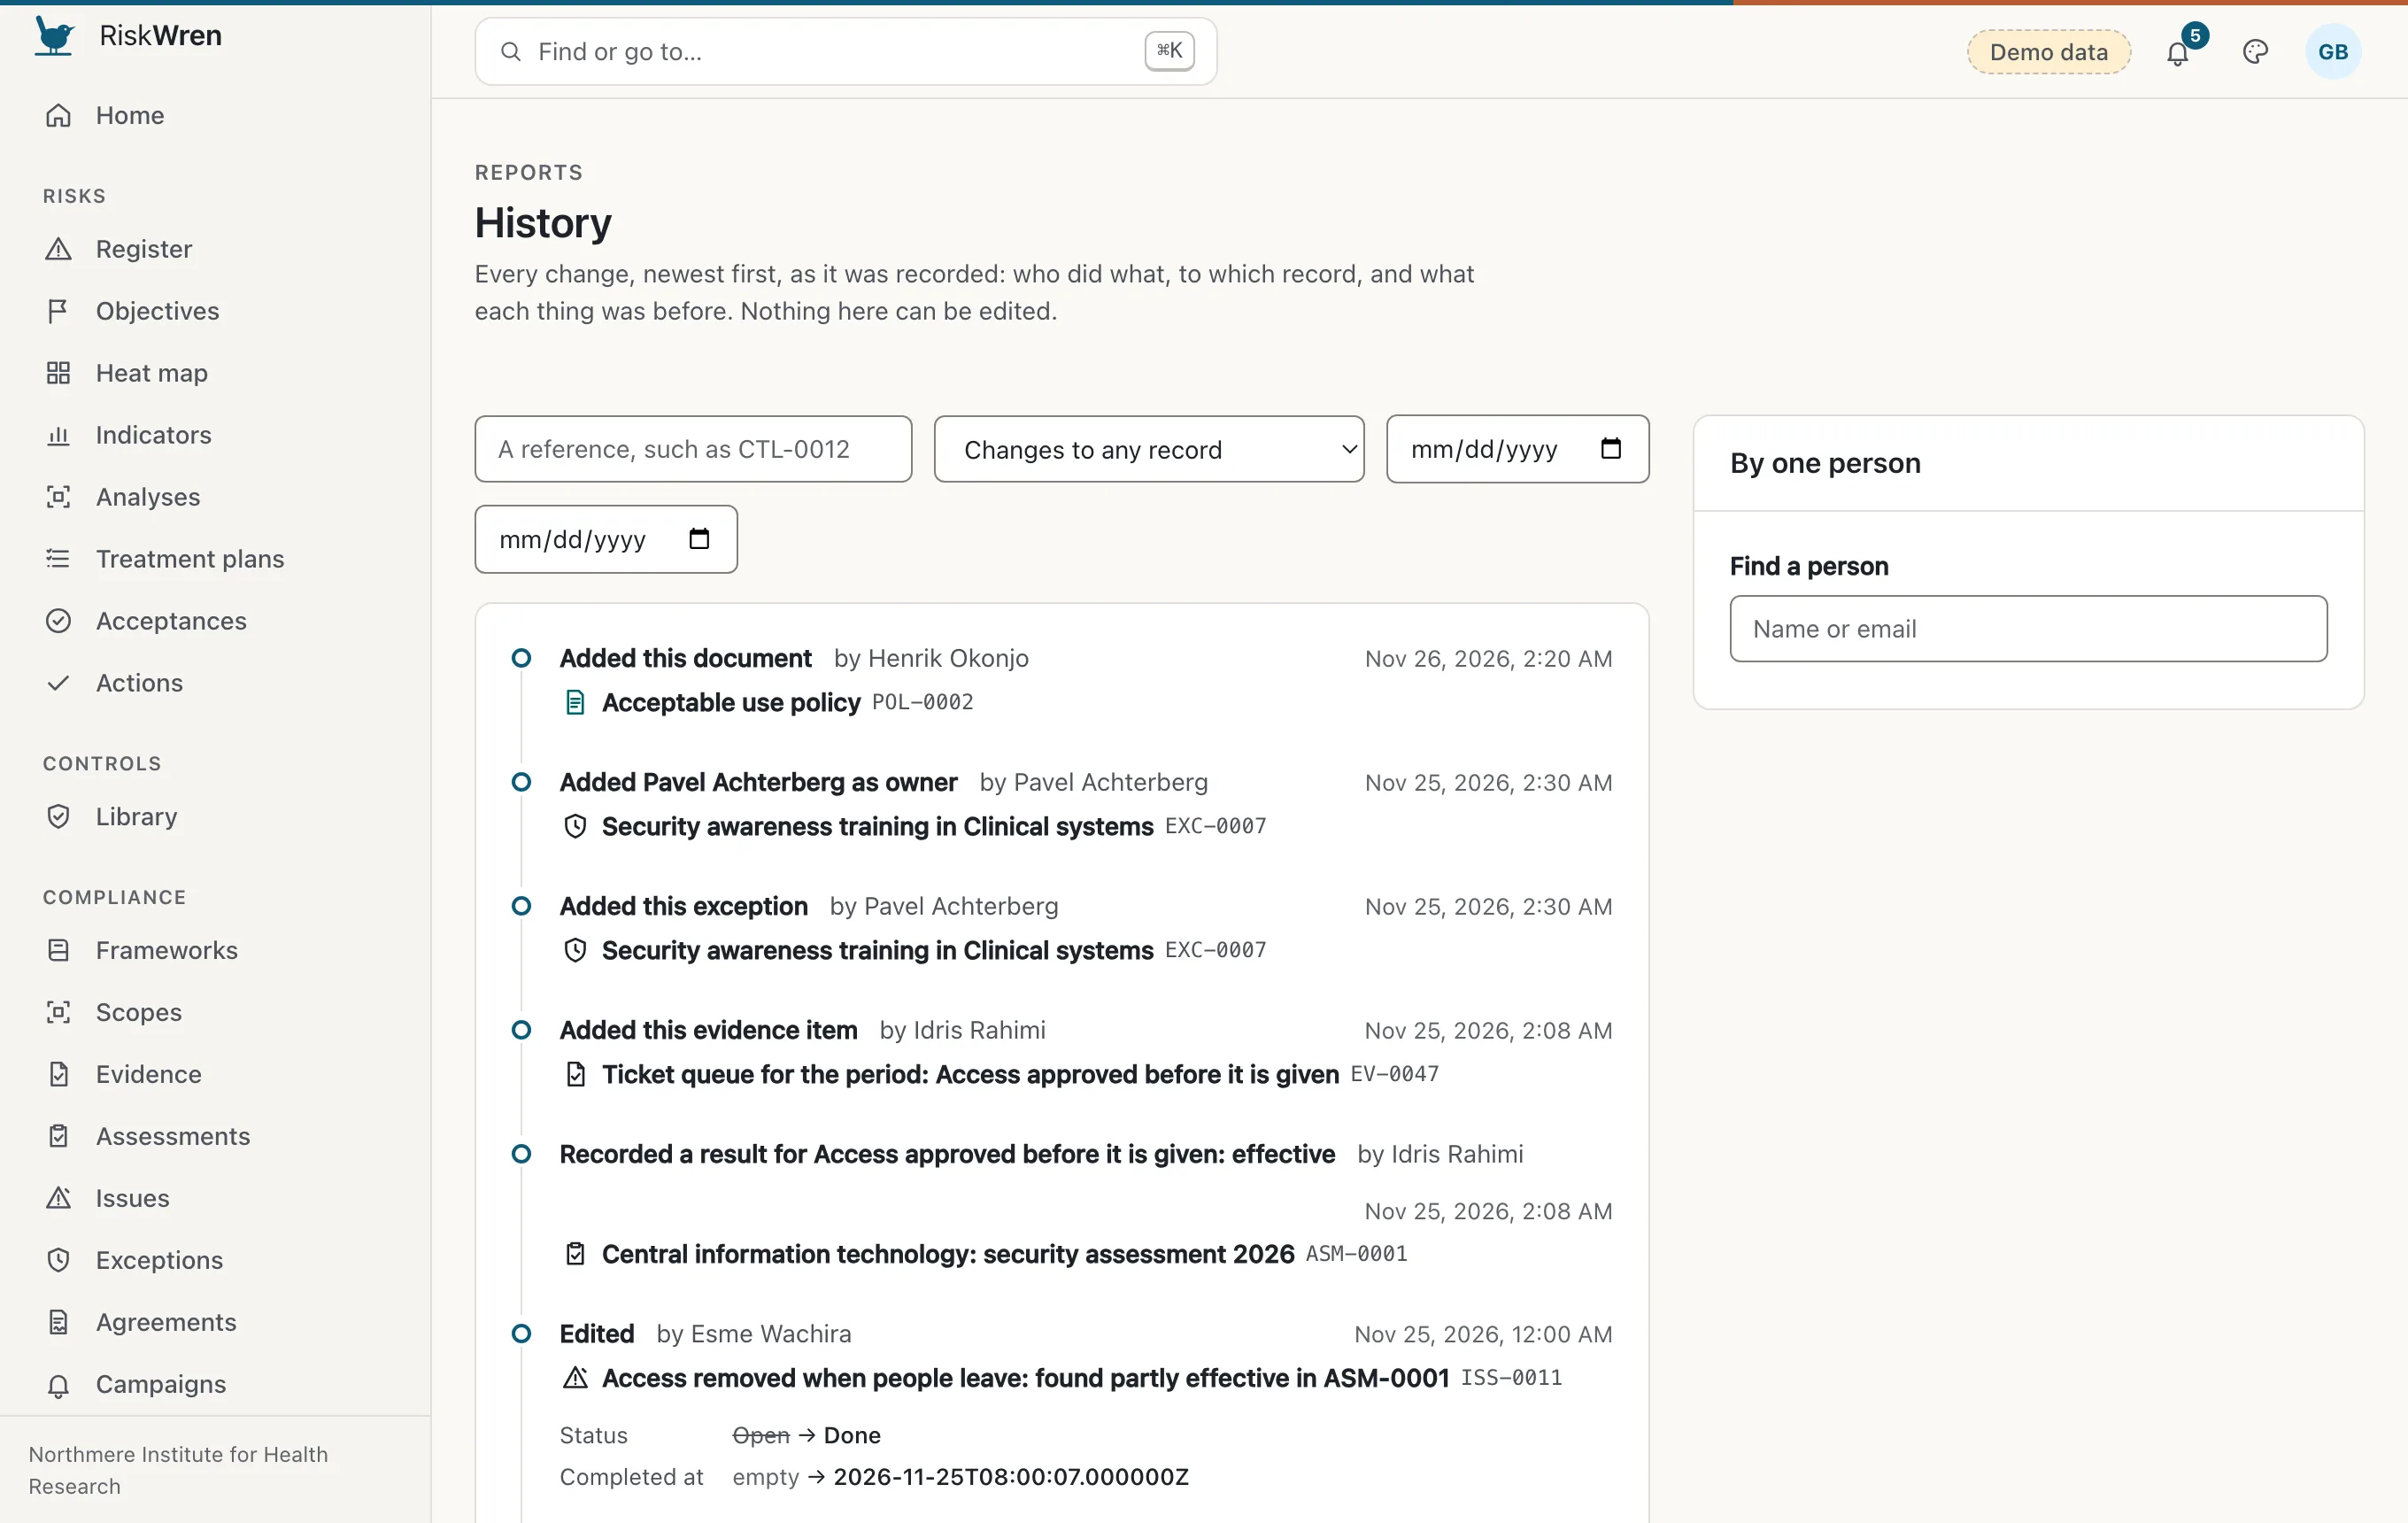 RiskWren
Home
RISKS
Register
Objectives
Heat map
Indicators
Analyses
Treatment plans
Acceptances
Actions
CONTROLS
Library
COMPLIANCE
Frameworks
Scopes
Evidence
Assessments
Issues
Exceptions
Agreements
Campaigns
Northmere Institute for Health
Research
Find or go to...
⌘K
Demo data
5
GB
REPORTS
History
Every change, newest first, as it was recorded: who did what, to which record, and what
each thing was before. Nothing here can be edited.
A reference, such as CTL-0012
Changes to any record
mm/dd/yyyy
mm/dd/yyyy
Added this document by Henrik Okonjo Nov 26, 2026, 2:20 AM
Acceptable use policy POL-0002
Added Pavel Achterberg as owner by Pavel Achterberg Nov 25, 2026, 2:30 AM
Security awareness training in Clinical systems EXC-0007
Added this exception by Pavel Achterberg Nov 25, 2026, 2:30 AM
Security awareness training in Clinical systems EXC-0007
Added this evidence item by Idris Rahimi Nov 25, 2026, 2:08 AM
Ticket queue for the period: Access approved before it is given EV-0047
Recorded a result for Access approved before it is given: effective by Idris Rahimi
Nov 25, 2026, 2:08 AM
Central information technology: security assessment 2026 ASM-0001
Edited by Esme Wachira Nov 25, 2026, 12:00 AM
Access removed when people leave: found partly effective in ASM-0001 ISS-0011
Status Open → Done
Completed at empty → 2026-11-25T08:00:07.000000Z
By one person
Find a person
Name or email